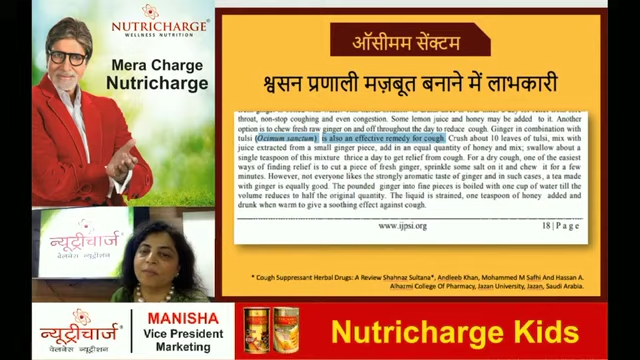 NUTRICHARGE
WELLNESS NUTRITION
Mera Charge
Nutricharge
ऑसीमम सेंक्टम
श्वसन प्रणाली मज़बूत बनाने में लाभकारी
throat, non-stop coughing and even congestion. Some lemon juice and honey may be added to it. Another
option is to chew fresh raw ginger on and off throughout the day to reduce cough. Ginger in combination with
tulsi (Ocimum sanctum) is also an effective remedy for cough. Crush about 10 leaves of tulsi, mix with
juice extracted from a small ginger piece, add in an equal quantity of honey and mix; swallow about a
single teaspoon of this mixture thrice a day to get relief from cough. For a dry cough, one of the easiest
ways of finding relief is to cut a piece of fresh ginger, sprinkle some salt on it and chew it for a few
minutes. However, not everyone likes the strongly aromatic taste of ginger and in such cases, a tea made
with ginger is equally good. The pounded ginger into fine pieces is boiled with one cup of water till the
volume reduces to half the original quantity. The liquid is strained, one teaspoon of honey added and
drunk when warm to give a soothing effect against cough.
www.ijpsi.org
18 | P a g e
* Cough Suppressant Herbal Drugs: A Review Shahnaz Sultana*, Andleeb Khan, Mohammed M Safhi And Hassan A.
Alhazmi College Of Pharmacy, Jazan University, Jazan, Saudi Arabia.
न्यूट्रीचार्ज
वेलनेस न्यूट्रिशन
न्यूट्रीचार्ज
वेलनेस न्यूट्रिशन
MANISHA
Vice President
Marketing
Nutricharge Kids